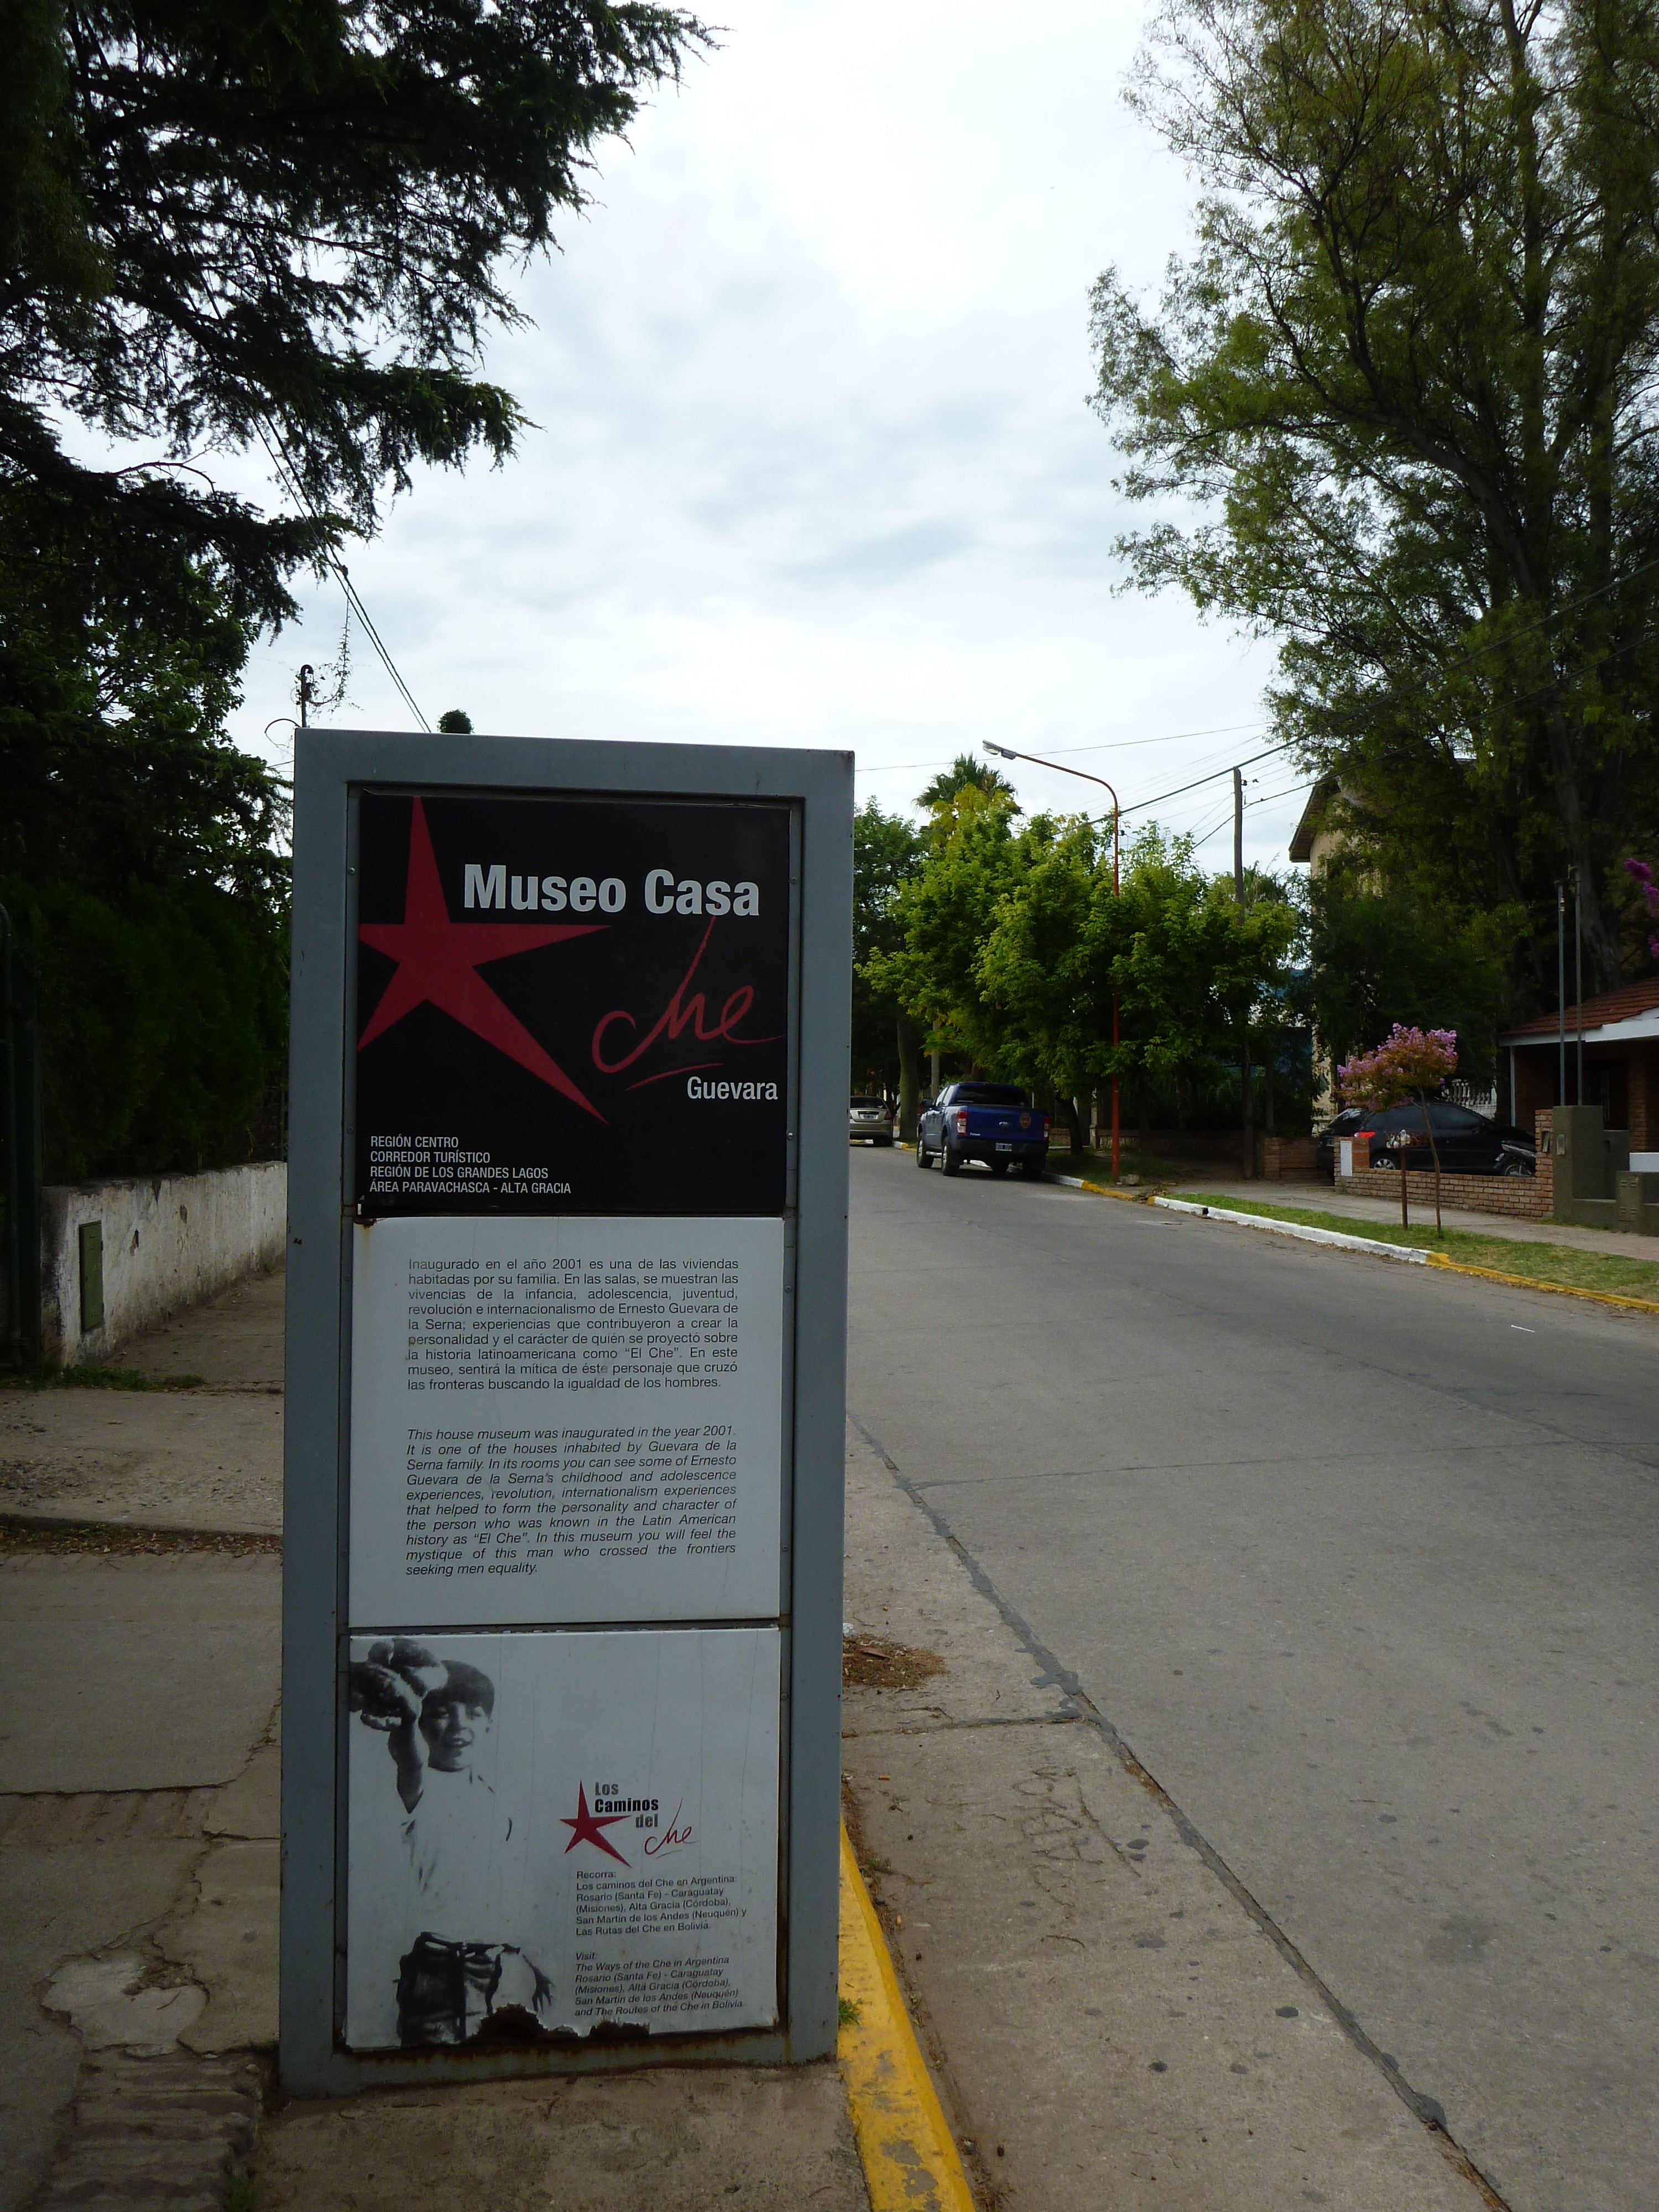 Museo Casa
Che
Guevara
REGIÓN CENTRO
CORREDOR TURÍSTICO
REGIÓN DE LOS GRANDES LAGOS
ÁREA PARAVACHASCA - ALTA GRACIA
Inaugurado en el año 2001 es una de las viviendas
habitadas por su familia. En las salas, se muestran las
vivencias de la infancia, adolescencia, juventud,
revolución e internacionalismo de Ernesto Guevara de
la Serna; experiencias que contribuyeron a crear la
personalidad y el carácter de quién se proyectó sobre
la historia latinoamericana como “El Che”. En este
museo, sentirá la mítica de éste personaje que cruzó
las fronteras buscando la igualdad de los hombres.
This house museum was inaugurated in the year 2001.
It is one of the houses inhabited by Guevara de la
Serna family. In its rooms you can see some of Ernesto
Guevara de la Serna's childhood and adolescence
experiences, revolution, internationalism experiences
that helped to form the personality and character of
the person who was known in the Latin American
history as “El Che”. In this museum you will feel the
mystique of this man who crossed the frontiers
seeking men equality.
Los
Caminos
del
Che
Recorra:
Los caminos del Che en Argentina:
Rosario (Santa Fe) - Caraguatay
(Misiones), Alta Gracia (Córdoba),
San Martín de los Andes (Neuquén) y
Las Rutas del Che en Bolivia.
Visit:
The Ways of the Che in Argentina
Rosario (Santa Fe) - Caraguatay
(Misiones), Alta Gracia (Córdoba),
San Martin de los Andes (Neuquén)
and The Routes of the Che in Bolivia.